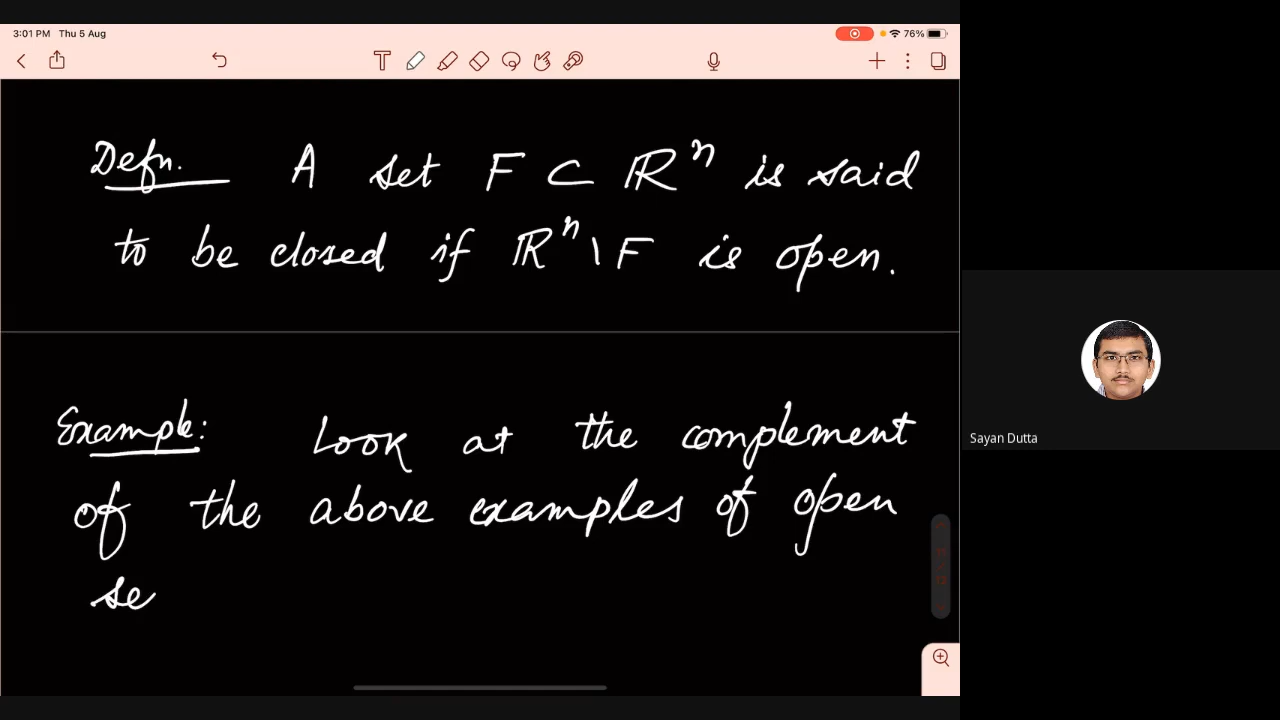 3:01 PM Thu 5 Aug
76%
Defn. A set F ⊂ ℝⁿ is said
to be closed if ℝⁿ \ F is open.
Example: Look at the complement
of the above examples of open
se
Sayan Dutta